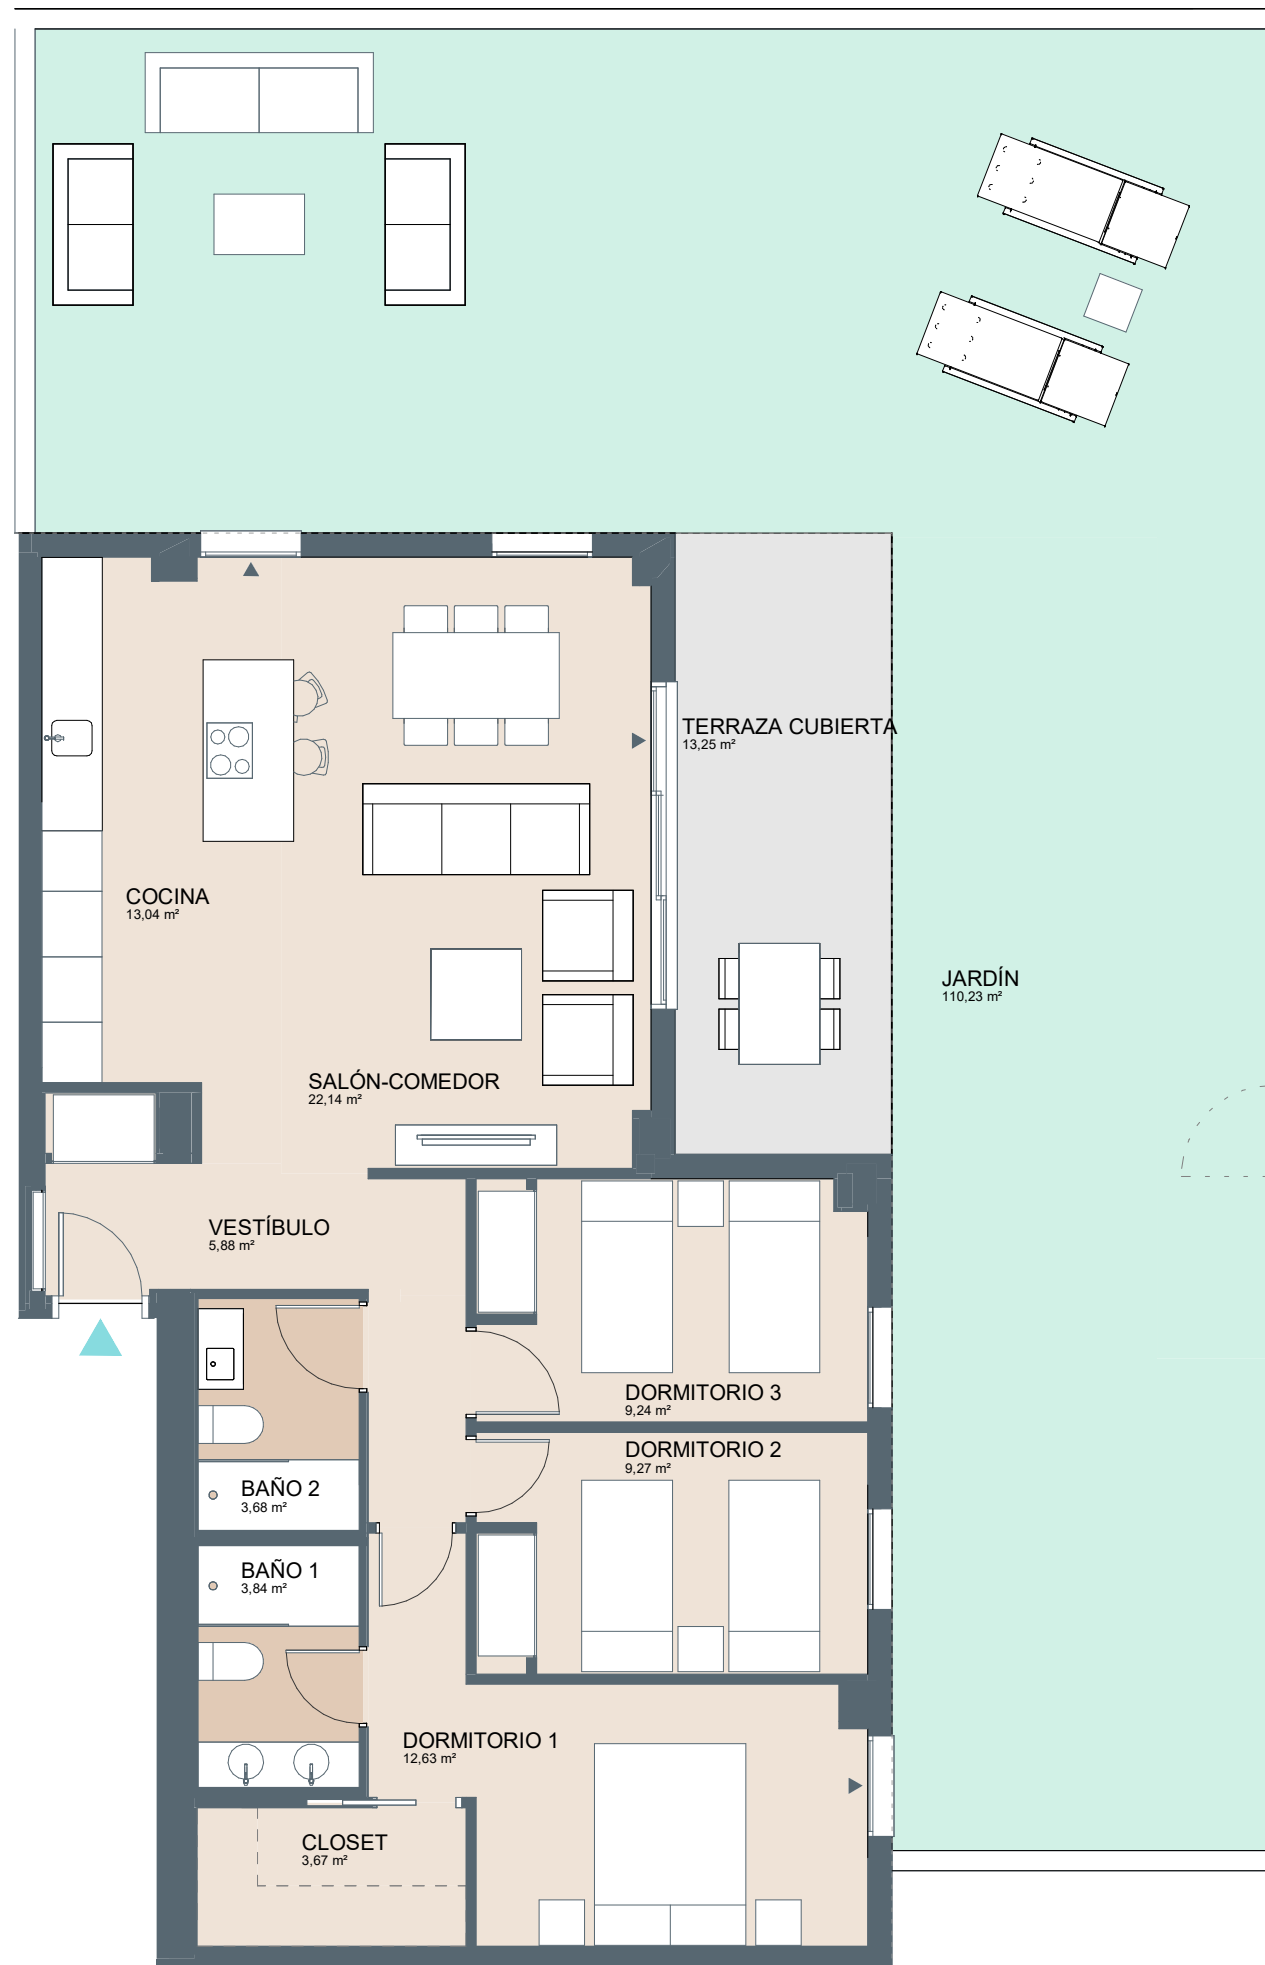 TERRAZA CUBIERTA
13,25 m²
COCINA
13,04 m²
JARDÍN
110,23 m²
SALÓN-COMEDOR
22,14 m²
VESTÍBULO
5,88 m²
DORMITORIO 3
9,24 m²
DORMITORIO 2
9,27 m²
BAÑO 2
3,68 m²
BAÑO 1
3,84 m²
DORMITORIO 1
12,63 m²
CLOSET
3,67 m²